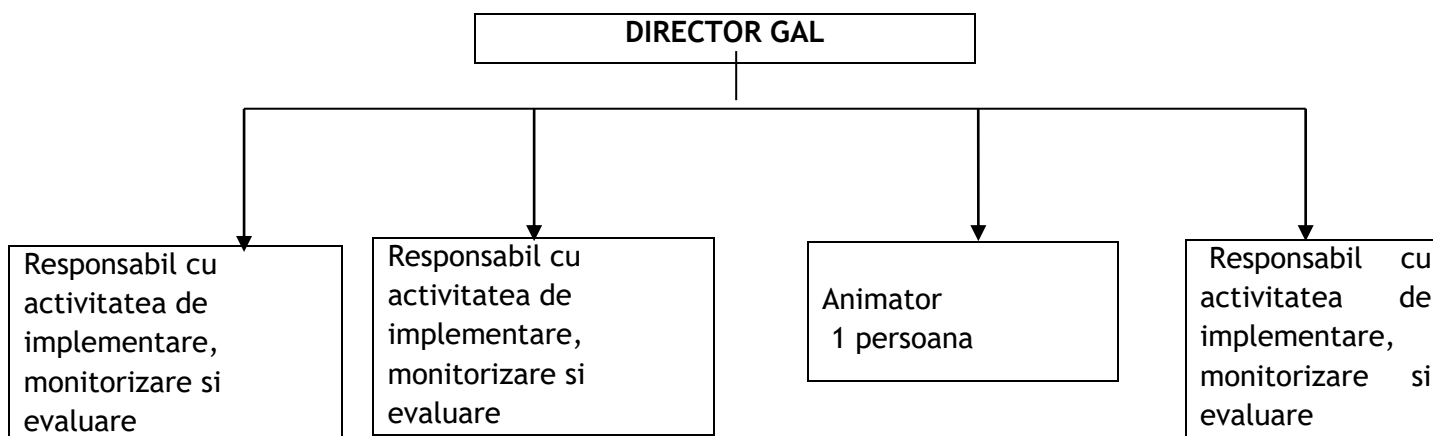 DIRECTOR GAL
Responsabil cu
activitatea de
implementare,
monitorizare si
evaluare
Responsabil cu
activitatea de
implementare,
monitorizare si
evaluare
Animator
1 persoana
Responsabil cu
activitatea de
implementare,
monitorizare si
evaluare